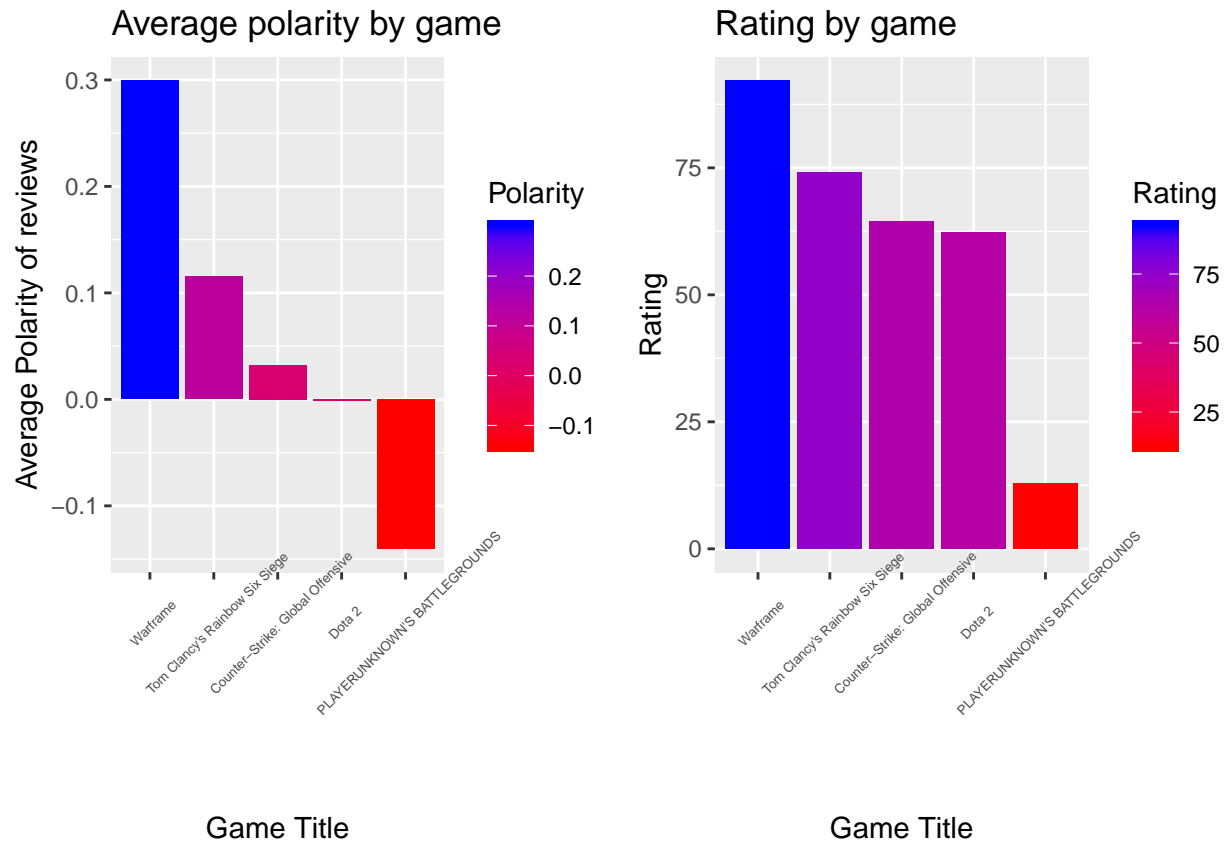 Average polarity by game
Average Polarity of reviews
0.3
0.2
0.1
0.0
−0.1
Warframe
Tom Clancy's Rainbow Six Siege
Counter−Strike: Global Offensive
Dota 2
PLAYERUNKNOWN'S BATTLEGROUNDS
Game Title
Polarity
0.2
0.1
0.0
−0.1
Rating by game
Rating
75
50
25
0
Warframe
Tom Clancy's Rainbow Six Siege
Counter−Strike: Global Offensive
Dota 2
PLAYERUNKNOWN'S BATTLEGROUNDS
Game Title
Rating
75
50
25